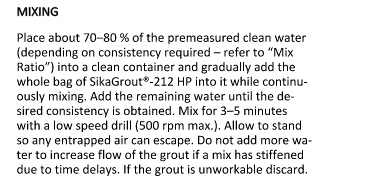 MIXING
Place about 70–80 % of the premeasured clean water
(depending on consistency required – refer to “Mix
Ratio”) into a clean container and gradually add the
whole bag of SikaGrout®-212 HP into it while continu-
ously mixing. Add the remaining water until the de-
sired consistency is obtained. Mix for 3–5 minutes
with a low speed drill (500 rpm max.). Allow to stand
so any entrapped air can escape. Do not add more wa-
ter to increase flow of the grout if a mix has stiffened
due to time delays. If the grout is unworkable discard.